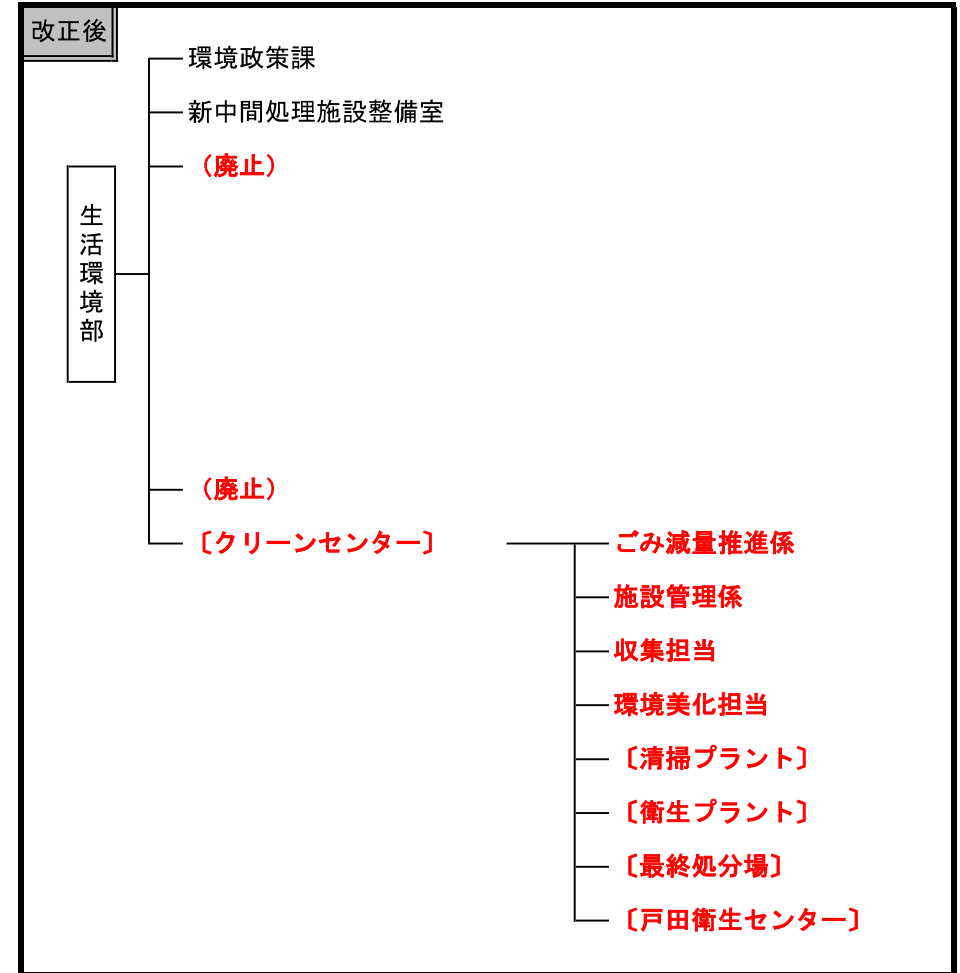 改正後
環境政策課
新中間処理施設整備室
（廃止）
生活環境部
（廃止）
〔クリーンセンター〕
ごみ減量推進係
施設管理係
収集担当
環境美化担当
〔清掃プラント〕
〔衛生プラント〕
〔最終処分場〕
〔戸田衛生センター〕